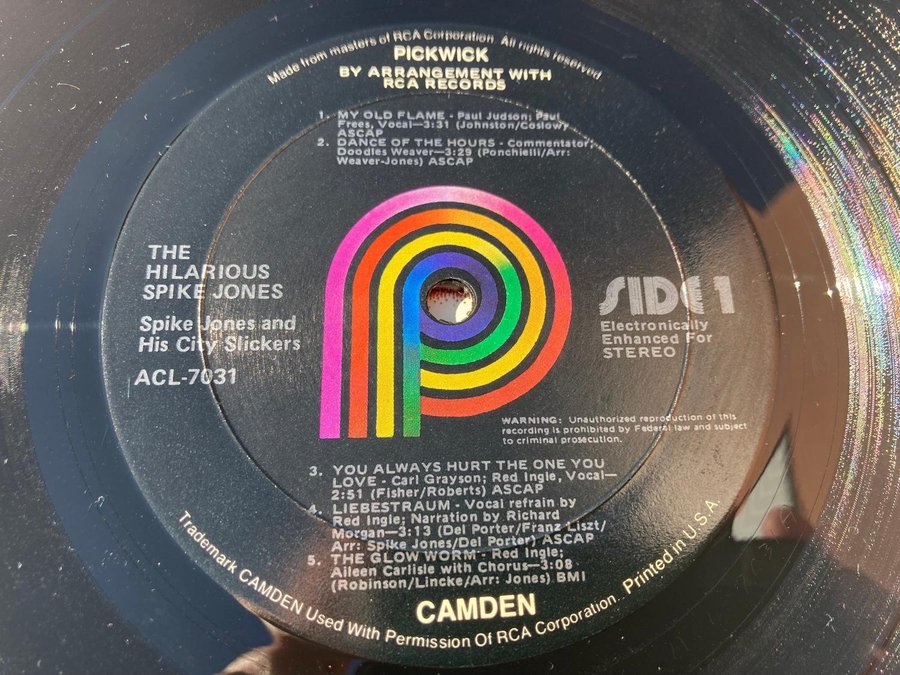 Made from masters of RCA Corporation All rights reserved
PICKWICK
BY ARRANGEMENT WITH
RCA RECORDS
1. MY OLD FLAME - Paul Judson; Paul
Frees, Vocal—3:31 (Johnston/Coslow)
ASCAP
2. DANCE OF THE HOURS - Commentator;
Doodles Weaver—3:29 (Ponchielli/Arr:
Weaver-Jones) ASCAP
THE
HILARIOUS
SPIKE JONES
Spike Jones and
His City Slickers
ACL-7031
SIDE 1
Electronically
Enhanced For
STEREO
WARNING: Unauthorized reproduction of this
recording is prohibited by Federal law and subject
to criminal prosecution.
3. YOU ALWAYS HURT THE ONE YOU
LOVE - Carl Grayson; Red Ingle, Vocal—
2:51 (Fisher/Roberts) ASCAP
4. LIEBESTRAUM - Vocal refrain by
Red Ingle; Narration by Richard
Morgan—3:13 (Del Porter/Franz Liszt/
Arr: Spike Jones/Del Porter) ASCAP
5. THE GLOW WORM - Red Ingle;
Aileen Carlisle with Chorus—3:08
(Robinson/Lincke/Arr: Jones) BMI
CAMDEN
Trademark CAMDEN Used With Permission Of RCA Corporation. Printed in U.S.A.